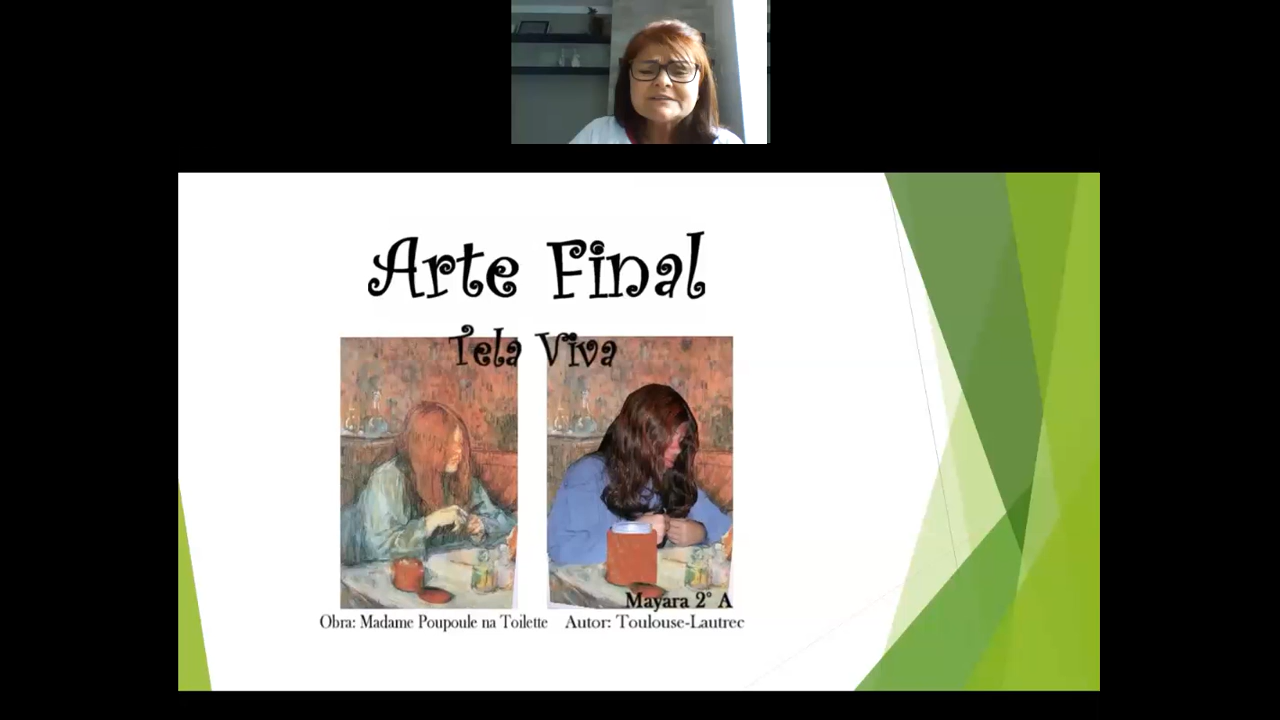 Arte Final
Tela Viva
Mayara 2° A
Obra: Madame Poupoule na Toilette Autor: Toulouse-Lautrec